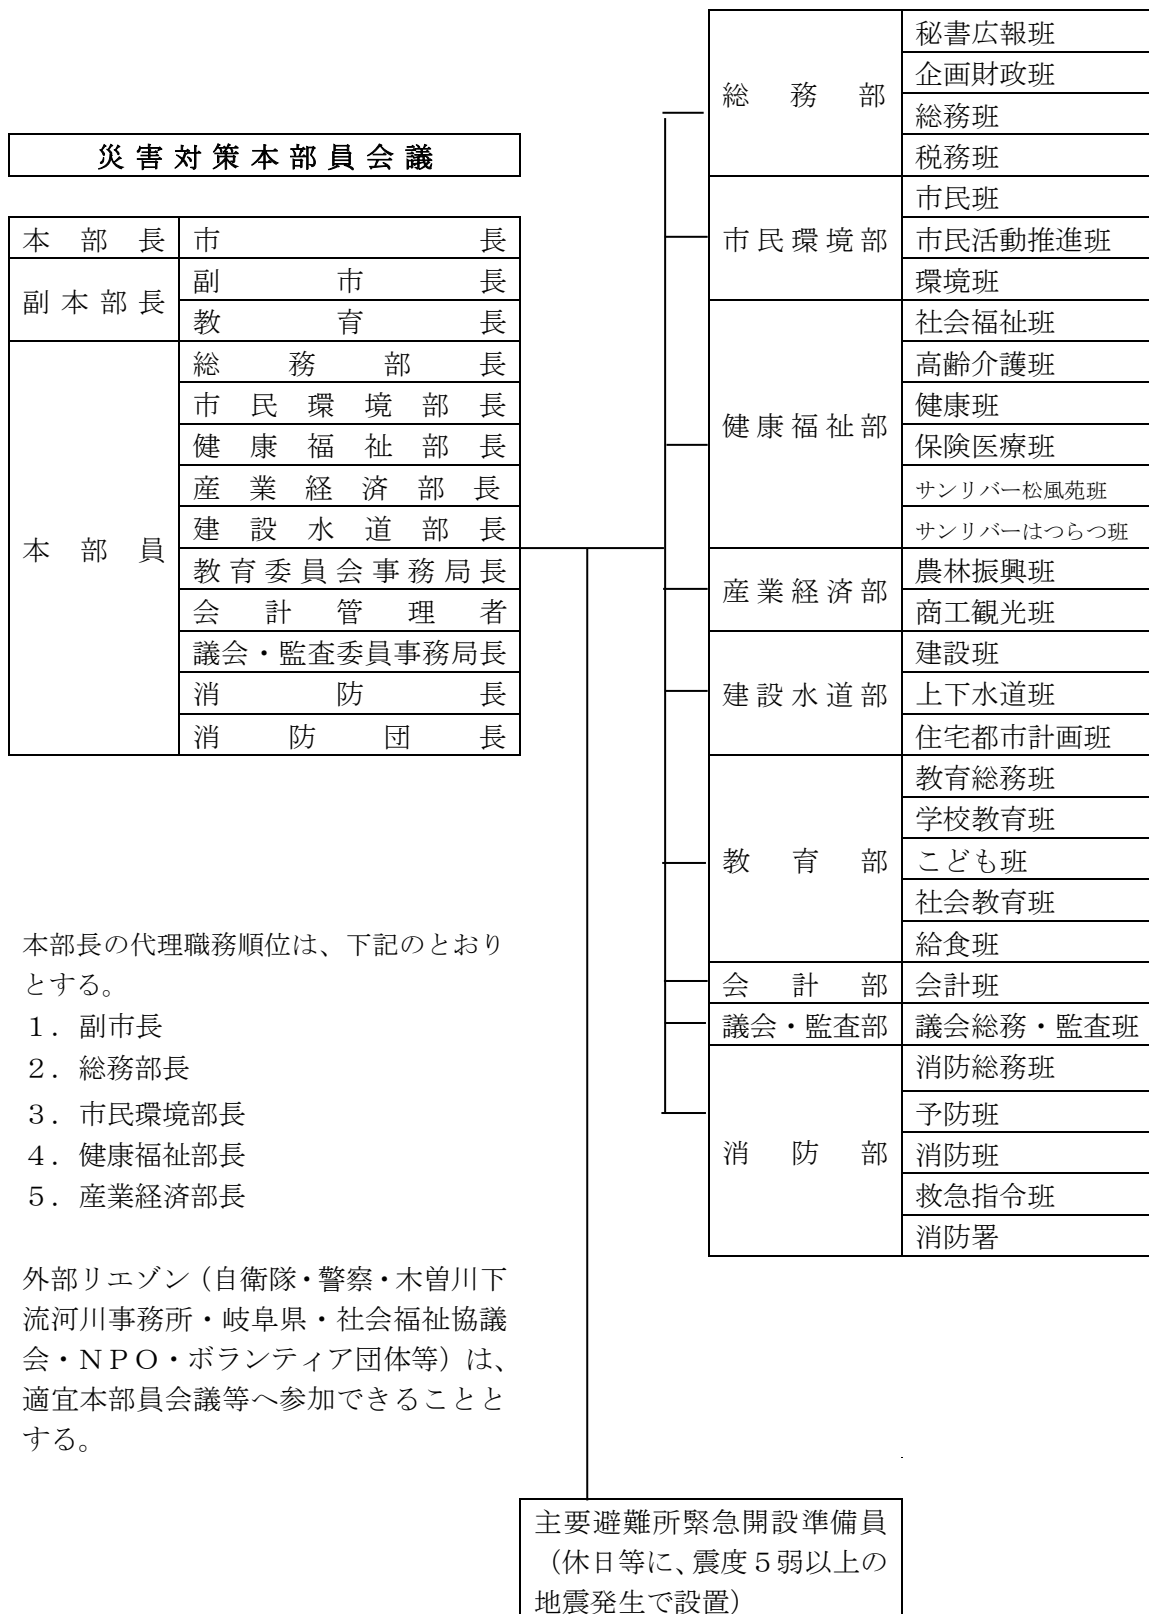 災害対策本部員会議
本部長 市長
副本部長 副市長
教育長
本部員 総務部長
市民環境部長
健康福祉部長
産業経済部長
建設水道部長
教育委員会事務局長
会計管理者
議会・監査委員事務局長
消防長
消防団長
本部長の代理職務順位は、下記のとおり
とする。
１．副市長
２．総務部長
３．市民環境部長
４．健康福祉部長
５．産業経済部長
外部リエゾン（自衛隊・警察・木曽川下
流河川事務所・岐阜県・社会福祉協議
会・ＮＰＯ・ボランティア団体等）は、
適宜本部員会議等へ参加できることと
する。
総務部 秘書広報班
企画財政班
総務班
税務班
市民環境部 市民班
市民活動推進班
環境班
健康福祉部 社会福祉班
高齢介護班
健康班
保険医療班
サンリバー松風苑班
サンリバーはつらつ班
産業経済部 農林振興班
商工観光班
建設水道部 建設班
上下水道班
住宅都市計画班
教育部 教育総務班
学校教育班
こども班
社会教育班
給食班
会計部 会計班
議会・監査部 議会総務・監査班
消防部 消防総務班
予防班
消防班
救急指令班
消防署
主要避難所緊急開設準備員
（休日等に、震度５弱以上の
地震発生で設置）